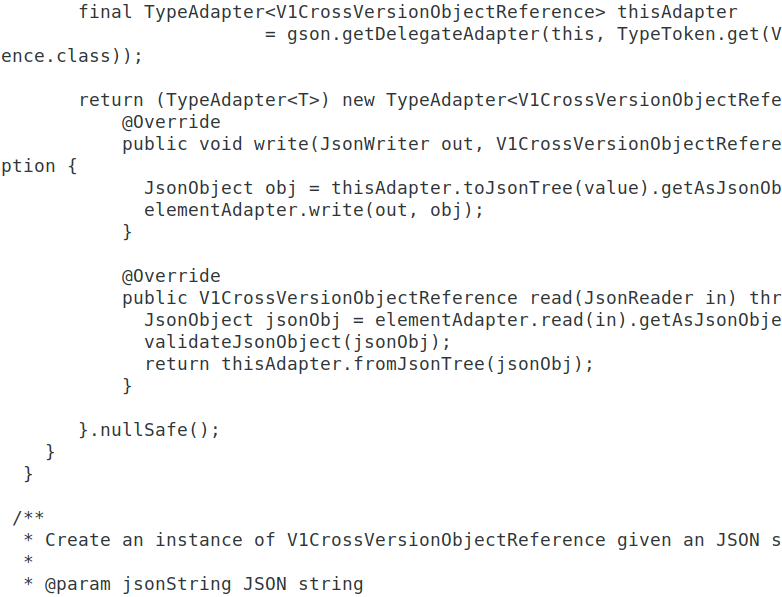 final TypeAdapter<V1CrossVersionObjectReference> thisAdapter
= gson.getDelegateAdapter(this, TypeToken.get(V
ence.class));
return (TypeAdapter<T>) new TypeAdapter<V1CrossVersionObjectRefe
@Override
public void write(JsonWriter out, V1CrossVersionObjectRefere
ption {
JsonObject obj = thisAdapter.toJsonTree(value).getAsJsonOb
elementAdapter.write(out, obj);
}
@Override
public V1CrossVersionObjectReference read(JsonReader in) thr
JsonObject jsonObj = elementAdapter.read(in).getAsJsonObje
validateJsonObject(jsonObj);
return thisAdapter.fromJsonTree(jsonObj);
}
}.nullSafe();
}
}
/**
* Create an instance of V1CrossVersionObjectReference given an JSON s
*
* @param jsonString JSON string